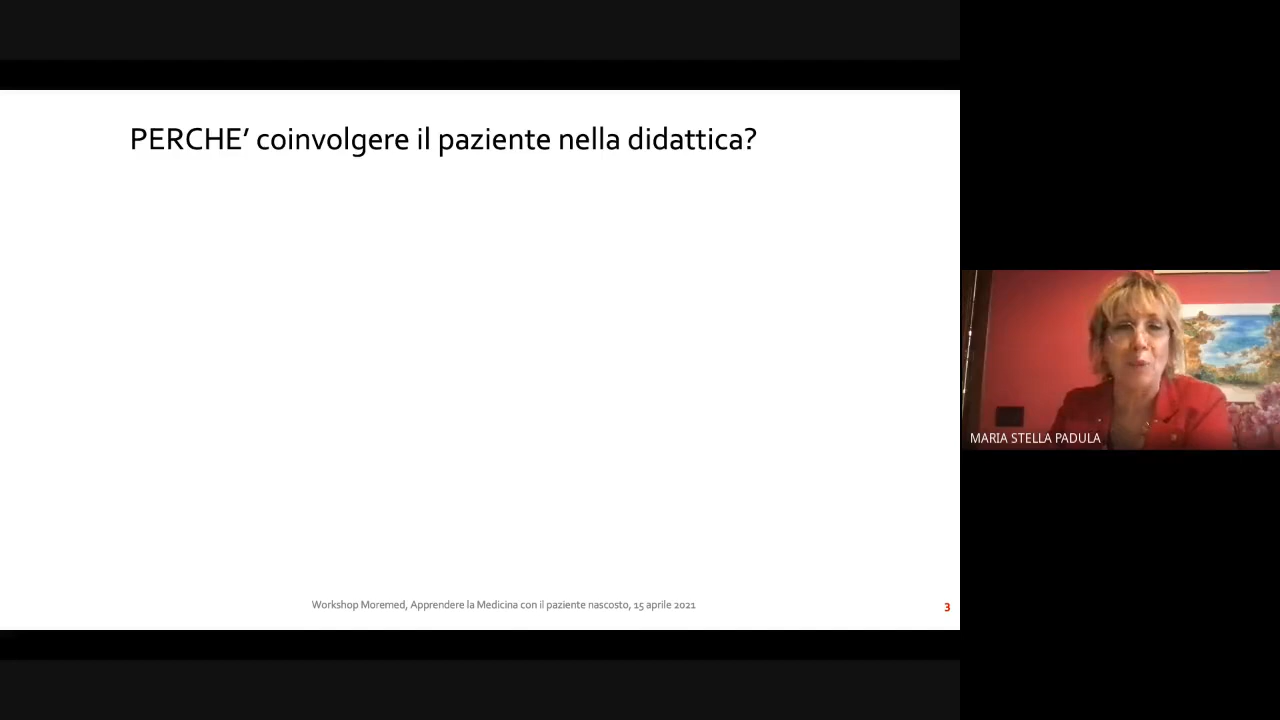 PERCHE’ coinvolgere il paziente nella didattica?
MARIA STELLA PADULA
Workshop Moremed, Apprendere la Medicina con il paziente nascosto, 15 aprile 2021
3